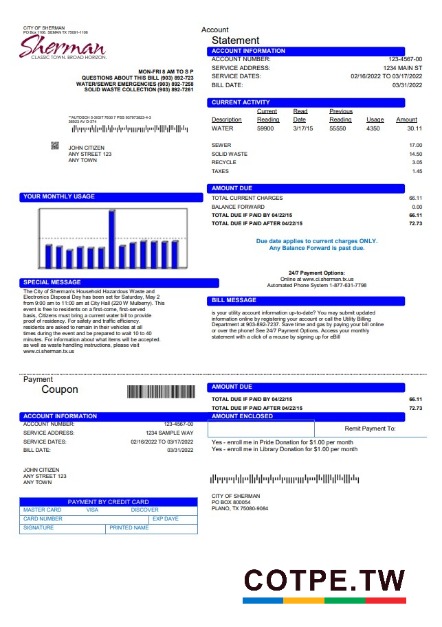 CITY OF SHERMAN
Sherman
CLASSIC TOWN. BROAD HORIZON.
MON-FRI 8 AM TO 5 P
QUESTIONS ABOUT THIS BILL (903) 892-723
WATER/SEWER EMERGENCIES (903) 892-7258
SOLID WASTE COLLECTION (903) 892-7261
JOHN CITIZEN
ANY STREET 123
ANY TOWN
Account
Statement
ACCOUNT INFORMATION
ACCOUNT NUMBER: 123-4567-00
SERVICE ADDRESS: 1234 MAIN ST
SERVICE DATES: 02/16/2022 TO 03/17/2022
BILL DATE: 03/31/2022
CURRENT ACTIVITY
Current Read Previous
Description Reading Date Reading Usage Amount
WATER 59900 3/17/15 55550 4350 30.11
SEWER 17.00
SOLID WASTE 14.50
RECYCLE 3.05
TAXES 1.45
YOUR MONTHLY USAGE
AMOUNT DUE
TOTAL CURRENT CHARGES 66.11
BALANCE FORWARD 0.00
TOTAL DUE IF PAID BY 04/22/15 66.11
TOTAL DUE IF PAID AFTER 04/22/15 72.73
Due date applies to current charges ONLY.
Any Balance Forward is past due.
24/7 Payment Options:
Online at www.ci.sherman.tx.us
Automated Phone System 1-877-631-7798
SPECIAL MESSAGE
The City of Sherman's Household Hazardous Waste and
Electronics Disposal Day has been set for Saturday, May 2
from 9:00 am to 11:00 am at City Hall (220 W Mulberry). This
event is free to residents on a first-come, first-served
basis. Citizens must bring a current water bill to provide
proof of residency. For safety and traffic efficiency,
residents are asked to remain in their vehicles at all
times during the event and be prepared to wait 10 to 40
minutes. For information about what items will be accepted,
as well as waste handling instructions, please visit
www.ci.sherman.tx.us
BILL MESSAGE
is your utility account information up-to-date? You may submit updated
information online by registering your account or call the Utility Billing
Department at 903-892-7237. Save time and gas by paying your bill online
or over the phone! See 24/7 Payment Options. Access your monthly
statement with a click of a mouse by signing up for eBill
Payment
Coupon
AMOUNT DUE
TOTAL DUE IF PAID BY 04/22/15 66.11
TOTAL DUE IF PAID AFTER 04/22/15 72.73
ACCOUNT INFORMATION
ACCOUNT NUMBER: 123-4567-00
SERVICE ADDRESS: 1234 SAMPLE WAY
SERVICE DATES: 02/16/2022 TO 03/17/2022
BILL DATE: 03/31/2022
AMOUNT ENCLOSED
Remit Payment To:
Yes - enroll me in Pride Donation for $1.00 per month
Yes - enroll me in Library Donation for $1.00 per month
JOHN CITIZEN
ANY STREET 123
ANY TOWN
CITY OF SHERMAN
PO BOX 800054
PLANO, TX 75080-6084
PAYMENT BY CREDIT CARD
MASTER CARD VISA DISCOVER
CARD NUMBER EXP DAYE
SIGNATURE PRINTED NAME
COTPE.TW